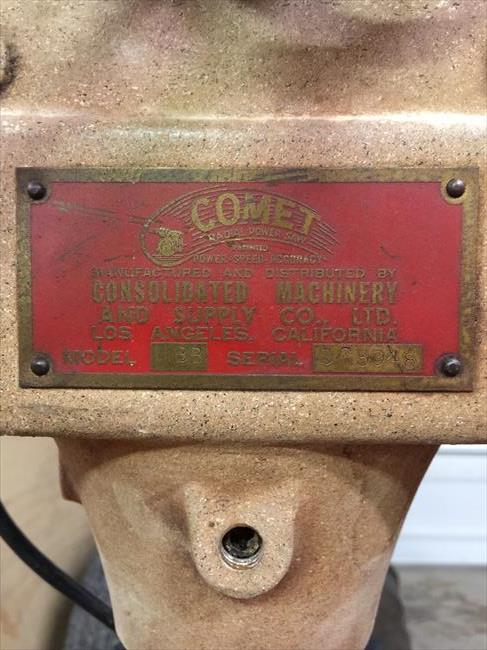 COMET
RADIAL POWER SAW
PATENTED
POWER-SPEED-ACCURACY
MANUFACTURED AND DISTRIBUTED BY
CONSOLIDATED MACHINERY
AND SUPPLY CO., LTD.
LOS ANGELES, CALIFORNIA
MODEL SERIAL